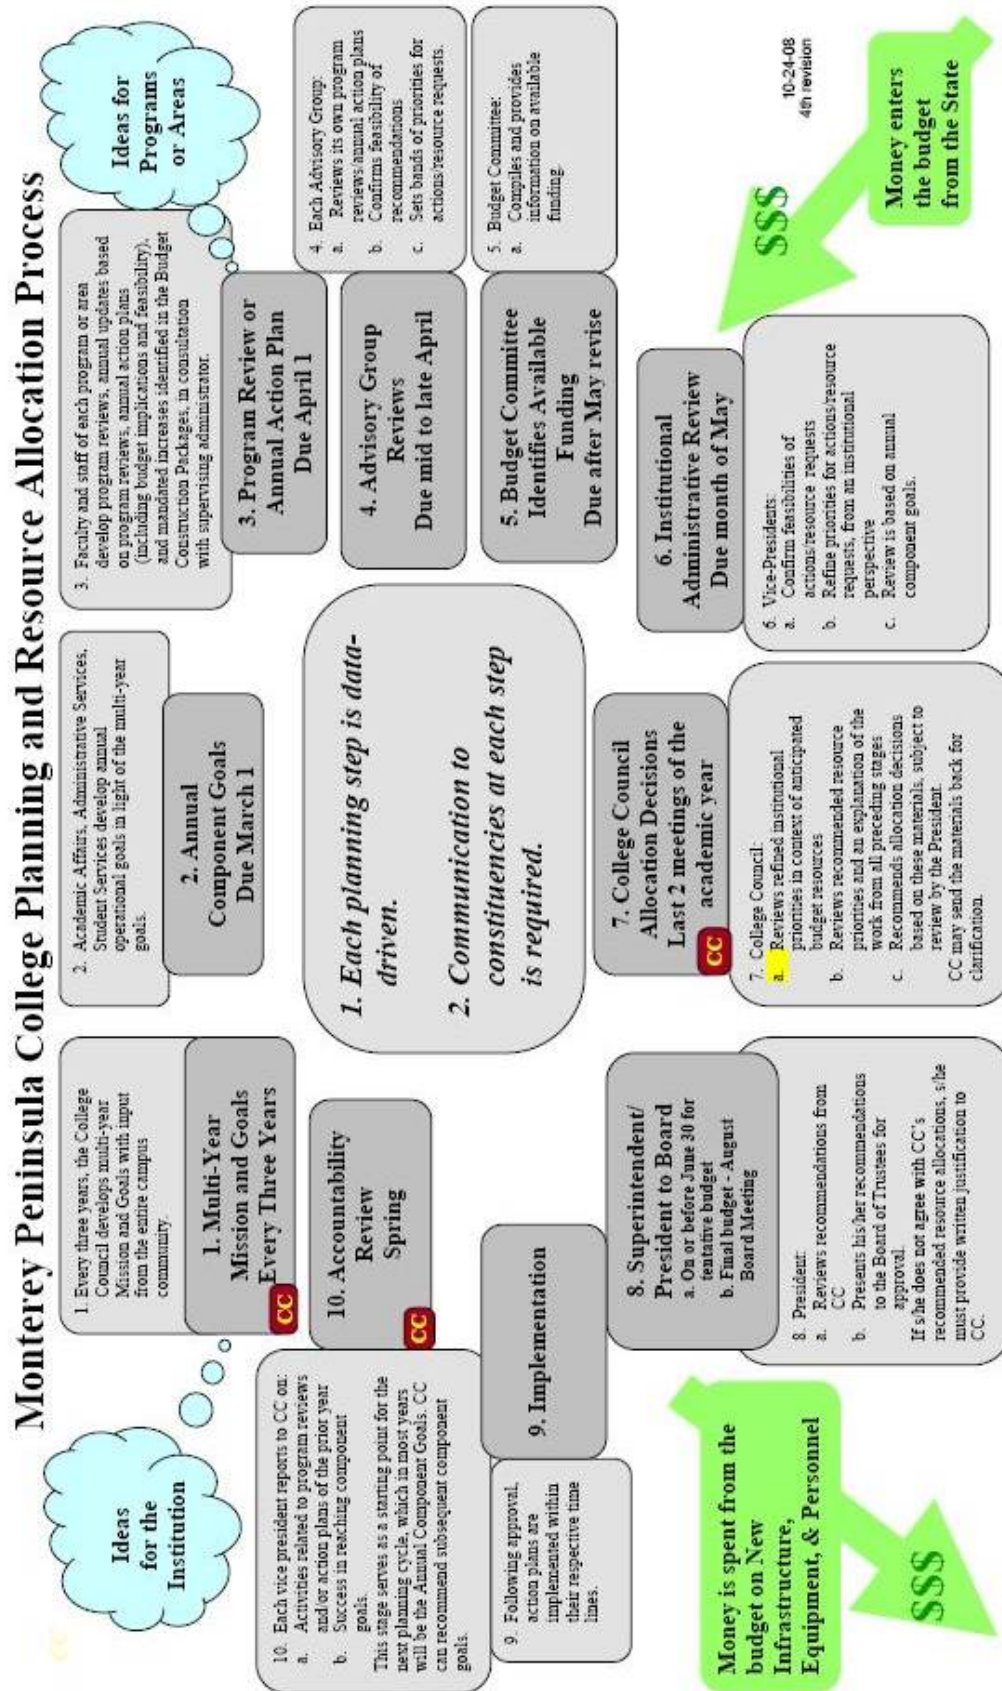 Monterey Peninsula College Planning and Resource Allocation Process
CC
Ideas
for the
Institution
1. Every three years, the College
Council develops multi-year
Mission and Goals with input
from the entire campus
community.
1. Multi-Year
Mission and Goals
Every Three Years
CC
2. Academic Affairs, Administrative Services,
Student Services develop annual
operational goals in light of the multi-year
goals.
2. Annual
Component Goals
Due March 1
3. Faculty and staff of each program or area
develop program reviews, annual updates based
on program reviews, annual action plans
(including budget implications and feasibility),
and mandated increases identified in the Budget
Construction Packages, in consultation
with supervising administrator.
Ideas for
Programs
or Areas
3. Program Review or
Annual Action Plan
Due April 1
4. Advisory Group
Reviews
Due mid to late April
4. Each Advisory Group:
a. Reviews its own program
reviews/annual action plans
b. Confirms feasibility of
recommendations
c. Sets bands of priorities for
actions/resource requests.
5. Budget Committee
Identifies Available
Funding
Due after May revise
5. Budget Committee:
a. Compiles and provides
information on available
funding.
1. Each planning step is data-
driven.
2. Communication to
constituencies at each step
is required.
10. Each vice president reports to CC on:
a. Activities related to program reviews
and/or action plans of the prior year
b. Success in reaching component
goals.
This stage serves as a starting point for the
next planning cycle, which in most years
will be the Annual Component Goals. CC
can recommend subsequent component
goals.
10. Accountability
Review
Spring
CC
9. Following approval,
action plans are
implemented within
their respective time
lines.
9. Implementation
8. Superintendent/
President to Board
a. On or before June 30 for
tentative budget
b. Final budget - August
Board Meeting
8. President:
a. Reviews recommendations from
CC
b. Presents his/her recommendations
to the Board of Trustees for
approval.
If s/he does not agree with CC's
recommended resource allocations, s/he
must provide written justification to
CC.
7. College Council
Allocation Decisions
Last 2 meetings of the
academic year
CC
7. College Council:
a. Reviews refined institutional
priorities in context of anticipated
budget resources
b. Reviews recommended resource
priorities and an explanation of the
work from all preceding stages
c. Recommends allocation decisions
based on these materials, subject to
review by the President.
CC may send the materials back for
clarification.
6. Institutional
Administrative Review
Due month of May
6. Vice-Presidents:
a. Confirm feasibilities of
actions/resource requests
b. Refine priorities for actions/resource
requests, from an institutional
perspective
c. Review is based on annual
component goals.
10-24-08
4th revision
$$$
Money enters
the budget
from the State
Money is spent from the
budget on New
Infrastructure,
Equipment, & Personnel
$$$